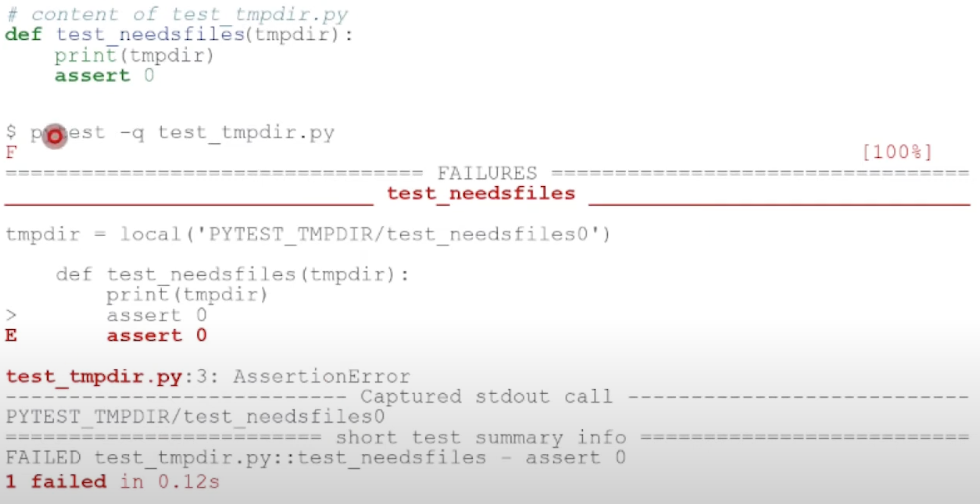 # content of test_tmpdir.py
def test_needsfiles(tmpdir):
    print(tmpdir)
    assert 0
$ pytest -q test_tmpdir.py
F [100%]
================================= FAILURES =================================
_____________________________ test_needsfiles ______________________________
tmpdir = local('PYTEST_TMPDIR/test_needsfiles0')
    def test_needsfiles(tmpdir):
        print(tmpdir)
>       assert 0
E       assert 0
test_tmpdir.py:3: AssertionError
--------------------------- Captured stdout call ---------------------------
PYTEST_TMPDIR/test_needsfiles0
========================= short test summary info ==========================
FAILED test_tmpdir.py::test_needsfiles - assert 0
1 failed in 0.12s